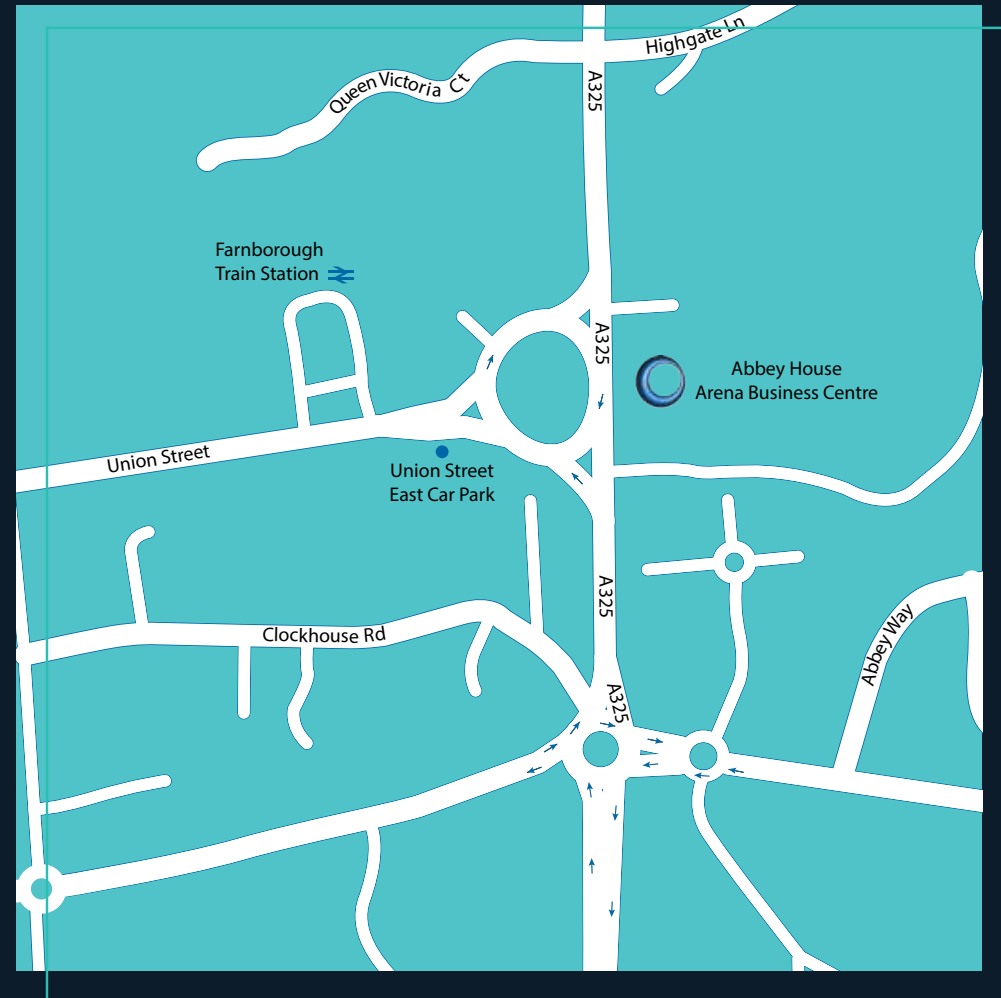 Highgate Ln
Queen Victoria Ct
A325
Farnborough
Train Station
A325
Abbey House
Arena Business Centre
Union Street
Union Street
East Car Park
A325
Clockhouse Rd
Abbey Way
A325